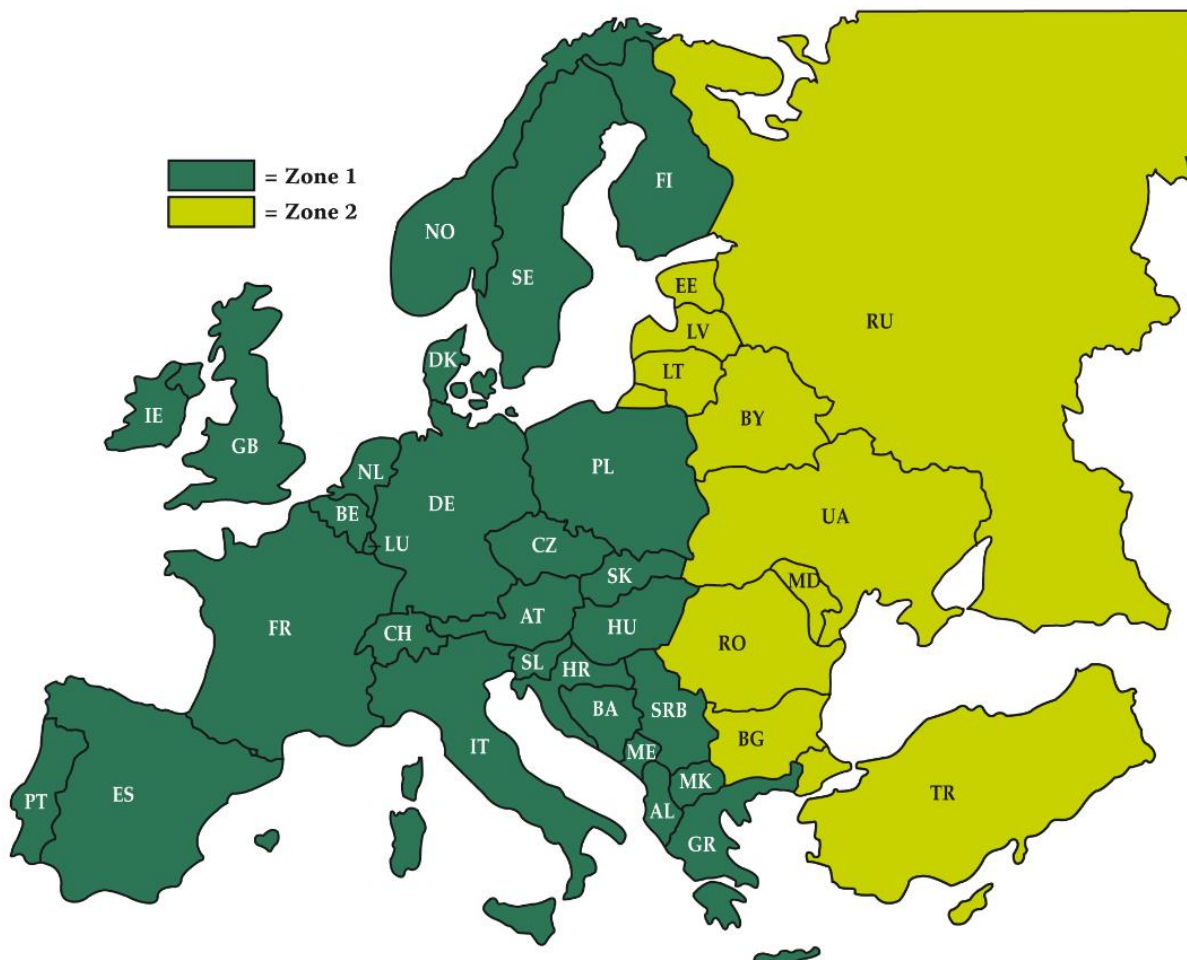 = Zone 1
= Zone 2
NO
SE
FI
RU
EE
LV
LT
BY
DK
IE
GB
NL
BE
LU
DE
PL
CZ
SK
UA
MD
FR
CH
AT
HU
RO
SL
HR
BA
SRB
ME
MK
AL
GR
BG
IT
PT
ES
TR